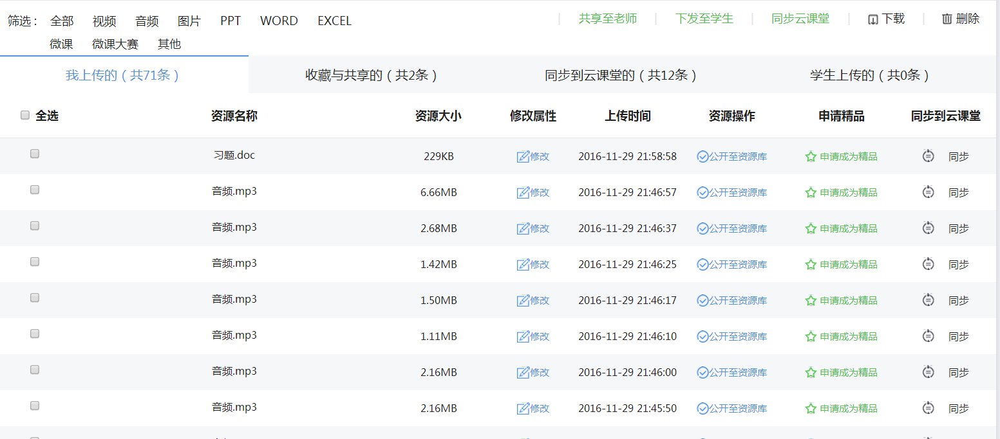 筛选： 全部 视频 音频 图片 PPT WORD EXCEL 共享至老师 下发至学生 同步云课堂 下载 删除
微课 微课大赛 其他
我上传的（共71条） 收藏与共享的（共2条） 同步到云课堂的（共12条） 学生上传的（共0条）
全选 资源名称 资源大小 修改属性 上传时间 资源操作 申请精品 同步到云课堂
习题.doc 229KB 修改 2016-11-29 21:58:58 公开至资源库 申请成为精品 同步
音频.mp3 6.66MB 修改 2016-11-29 21:46:57 公开至资源库 申请成为精品 同步
音频.mp3 2.68MB 修改 2016-11-29 21:46:37 公开至资源库 申请成为精品 同步
音频.mp3 1.42MB 修改 2016-11-29 21:46:25 公开至资源库 申请成为精品 同步
音频.mp3 1.50MB 修改 2016-11-29 21:46:17 公开至资源库 申请成为精品 同步
音频.mp3 1.11MB 修改 2016-11-29 21:46:10 公开至资源库 申请成为精品 同步
音频.mp3 2.16MB 修改 2016-11-29 21:46:00 公开至资源库 申请成为精品 同步
音频.mp3 2.16MB 修改 2016-11-29 21:45:50 公开至资源库 申请成为精品 同步